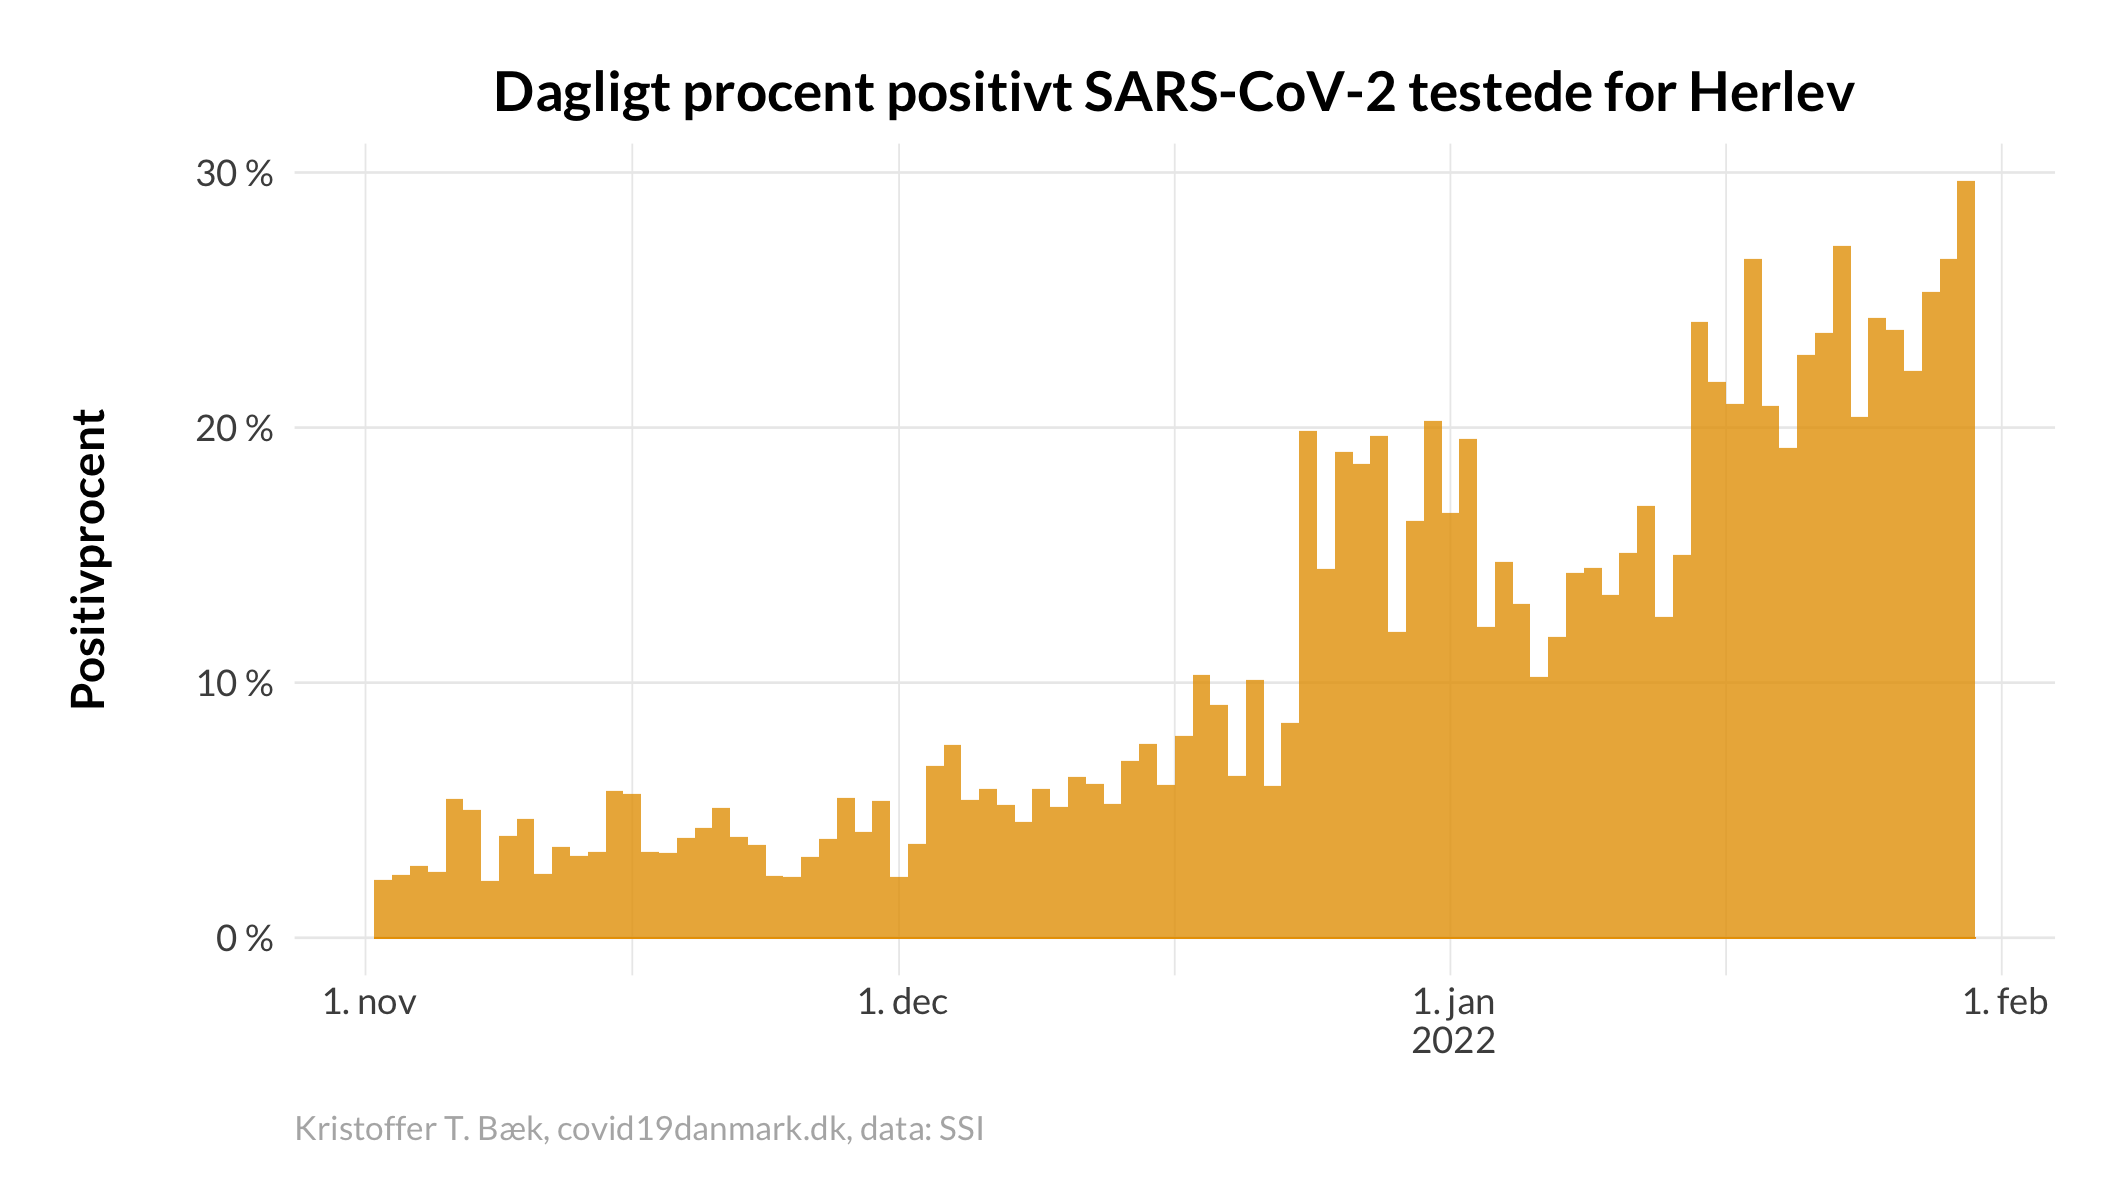 Dagligt procent positivt SARS-CoV-2 testede for Herlev
Positivprocent
30 %
20 %
10 %
0 %
1. nov
1. dec
1. jan
2022
1. feb
Kristoffer T. Bæk, covid19danmark.dk, data: SSI